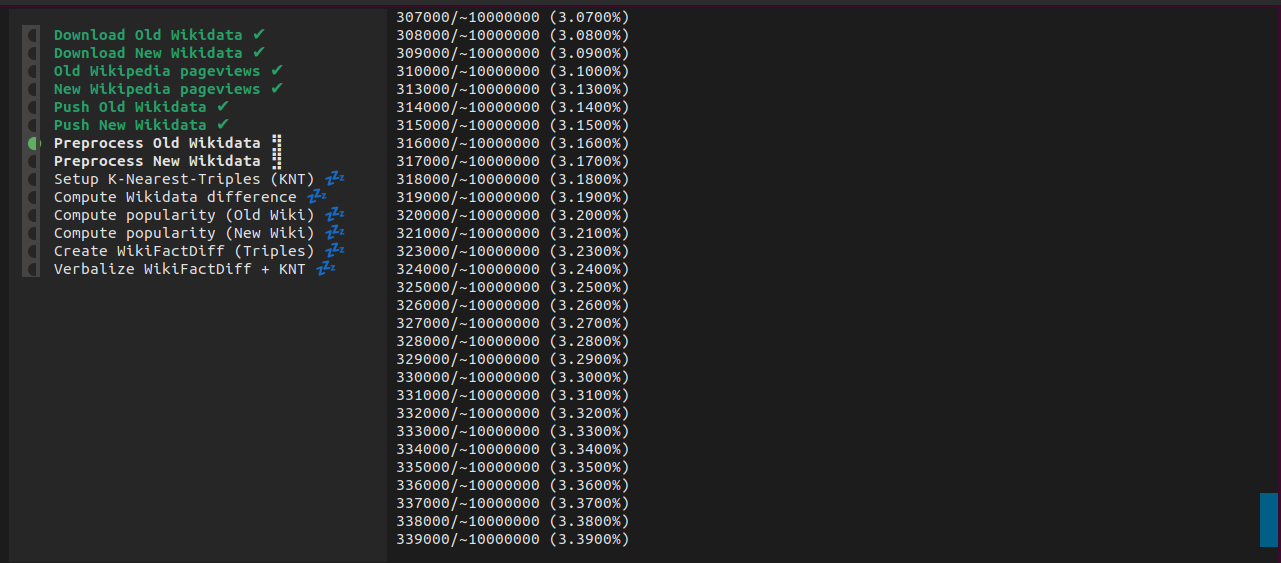 Download Old Wikidata ✔
Download New Wikidata ✔
Old Wikipedia pageviews ✔
New Wikipedia pageviews ✔
Push Old Wikidata ✔
Push New Wikidata ✔
Preprocess Old Wikidata
Preprocess New Wikidata
Setup K-Nearest-Triples (KNT) 💤
Compute Wikidata difference 💤
Compute popularity (Old Wiki) 💤
Compute popularity (New Wiki) 💤
Create WikiFactDiff (Triples) 💤
Verbalize WikiFactDiff + KNT 💤
307000/~10000000 (3.0700%)
308000/~10000000 (3.0800%)
309000/~10000000 (3.0900%)
310000/~10000000 (3.1000%)
313000/~10000000 (3.1300%)
314000/~10000000 (3.1400%)
315000/~10000000 (3.1500%)
316000/~10000000 (3.1600%)
317000/~10000000 (3.1700%)
318000/~10000000 (3.1800%)
319000/~10000000 (3.1900%)
320000/~10000000 (3.2000%)
321000/~10000000 (3.2100%)
323000/~10000000 (3.2300%)
324000/~10000000 (3.2400%)
325000/~10000000 (3.2500%)
326000/~10000000 (3.2600%)
327000/~10000000 (3.2700%)
328000/~10000000 (3.2800%)
329000/~10000000 (3.2900%)
330000/~10000000 (3.3000%)
331000/~10000000 (3.3100%)
332000/~10000000 (3.3200%)
333000/~10000000 (3.3300%)
334000/~10000000 (3.3400%)
335000/~10000000 (3.3500%)
336000/~10000000 (3.3600%)
337000/~10000000 (3.3700%)
338000/~10000000 (3.3800%)
339000/~10000000 (3.3900%)